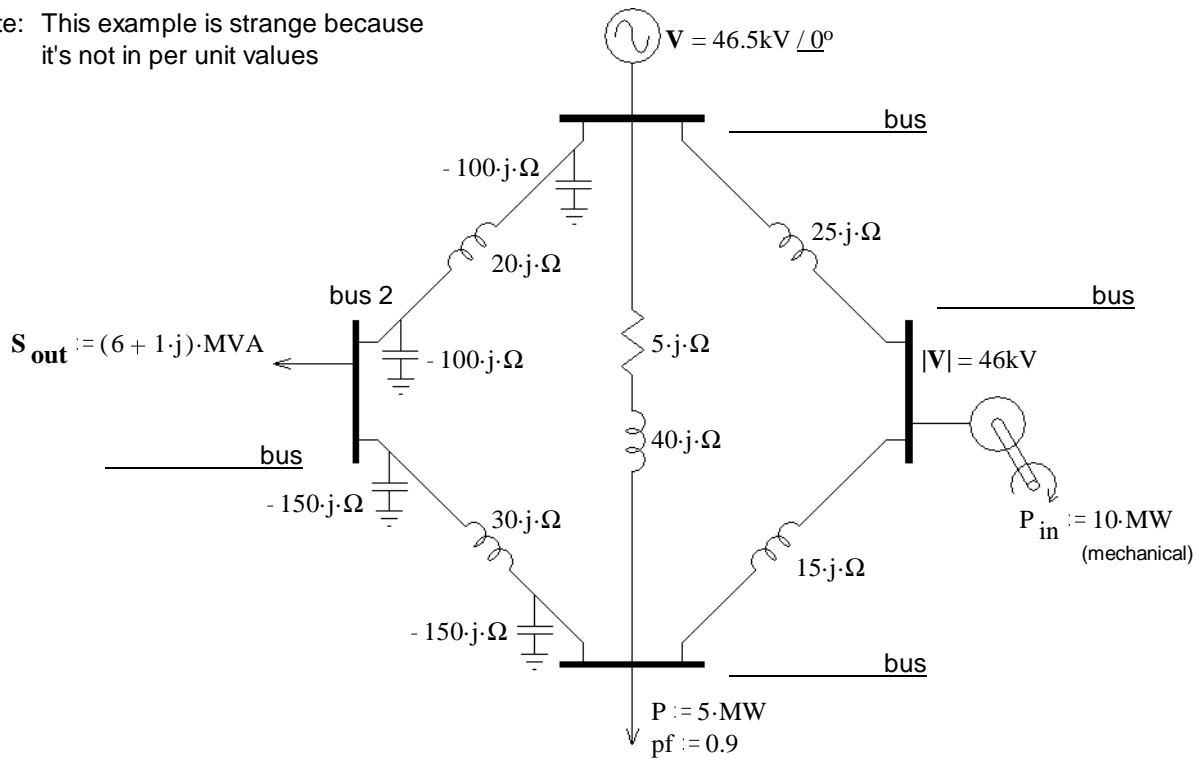 te: This example is strange because
it's not in per unit values
V = 46.5kV / 0º
bus
- 100·j·Ω
25·j·Ω
20·j·Ω
bus 2
bus
S out := (6 + 1·j)·MVA
5·j·Ω
|V| = 46kV
- 100·j·Ω
40·j·Ω
bus
- 150·j·Ω
30·j·Ω
P in := 10·MW
(mechanical)
15·j·Ω
- 150·j·Ω
bus
P := 5·MW
pf := 0.9